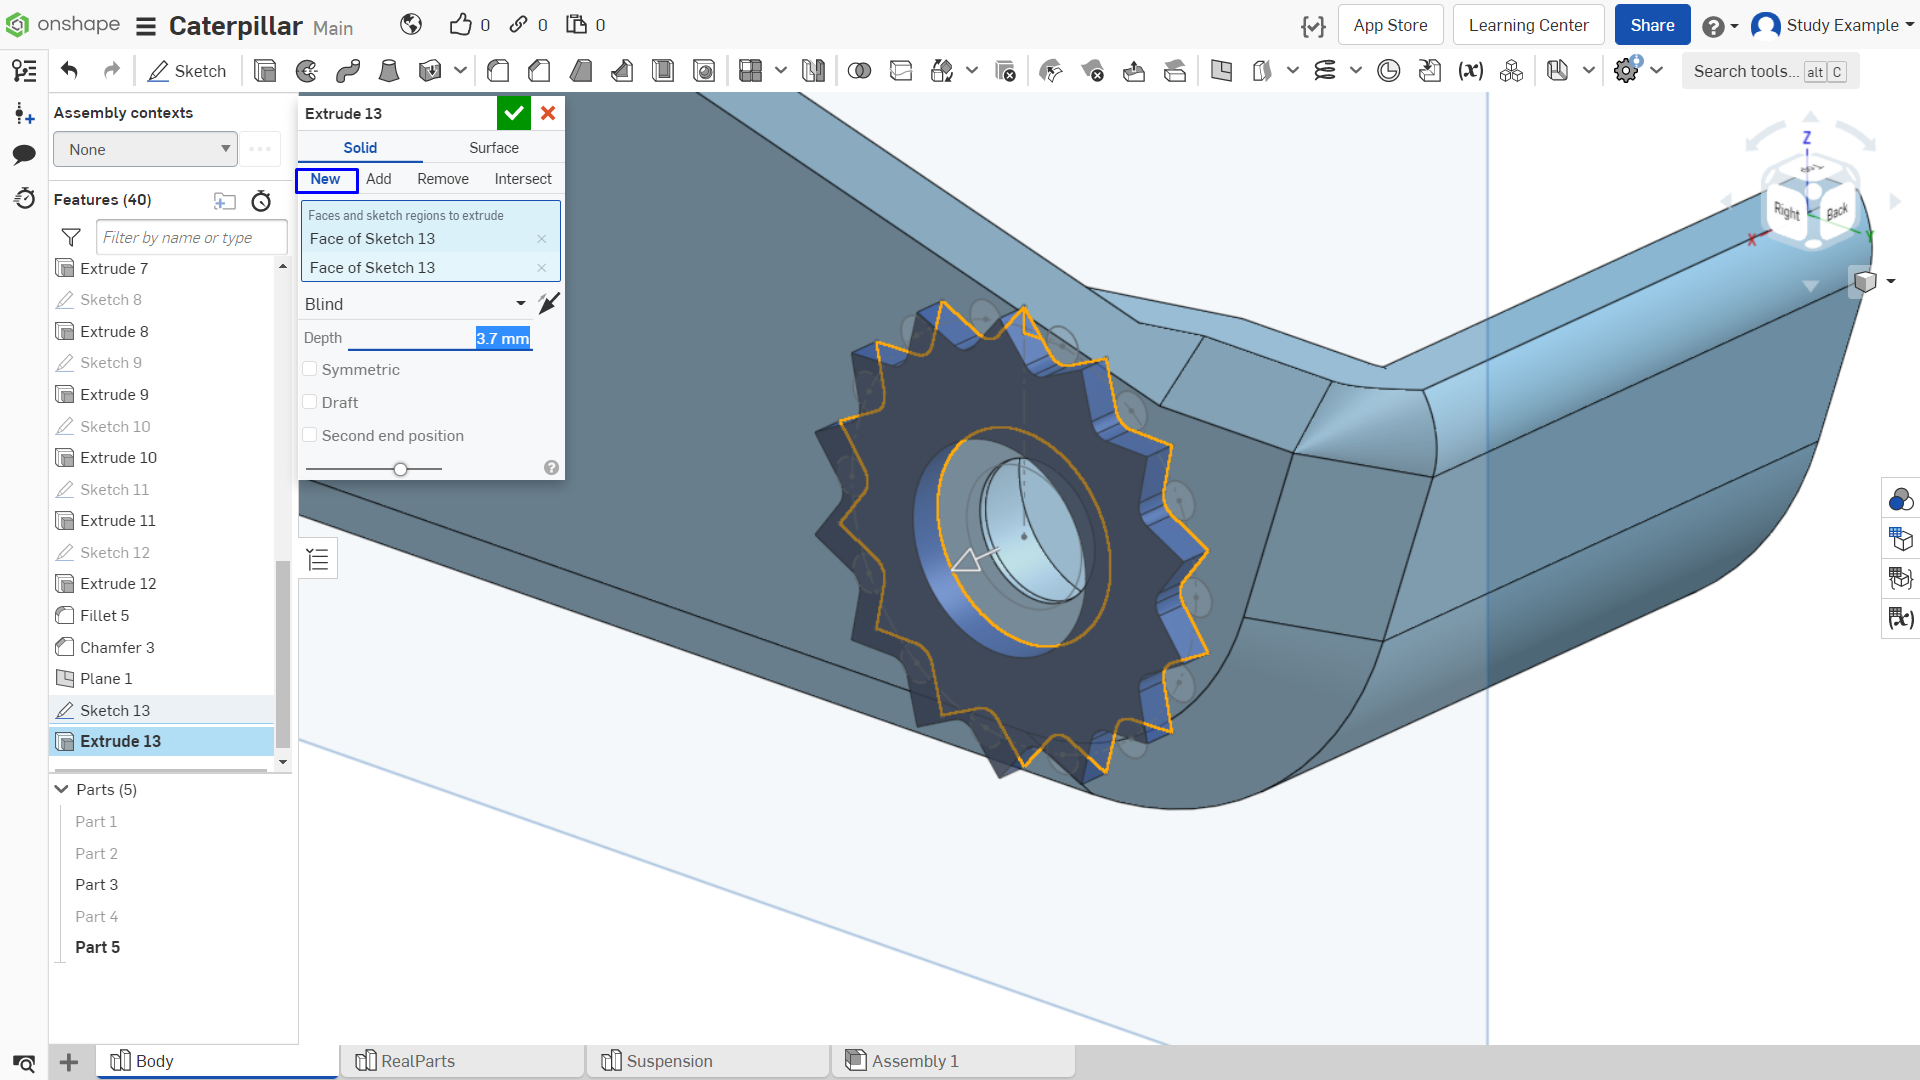 onshape
Caterpillar Main
0
0
0
App Store
Learning Center
Share
Study Example
Sketch
Search tools... alt C
Assembly contexts
None
Features (40)
Filter by name or type
Extrude 7
Sketch 8
Extrude 8
Sketch 9
Extrude 9
Sketch 10
Extrude 10
Sketch 11
Extrude 11
Sketch 12
Extrude 12
Fillet 5
Chamfer 3
Plane 1
Sketch 13
Extrude 13
Parts (5)
Part 1
Part 2
Part 3
Part 4
Part 5
Extrude 13
Solid
Surface
New
Add
Remove
Intersect
Faces and sketch regions to extrude
Face of Sketch 13
Face of Sketch 13
Blind
Depth 3.7 mm
Symmetric
Draft
Second end position
Z
Top
Right
Back
X
Y
Body
RealParts
Suspension
Assembly 1